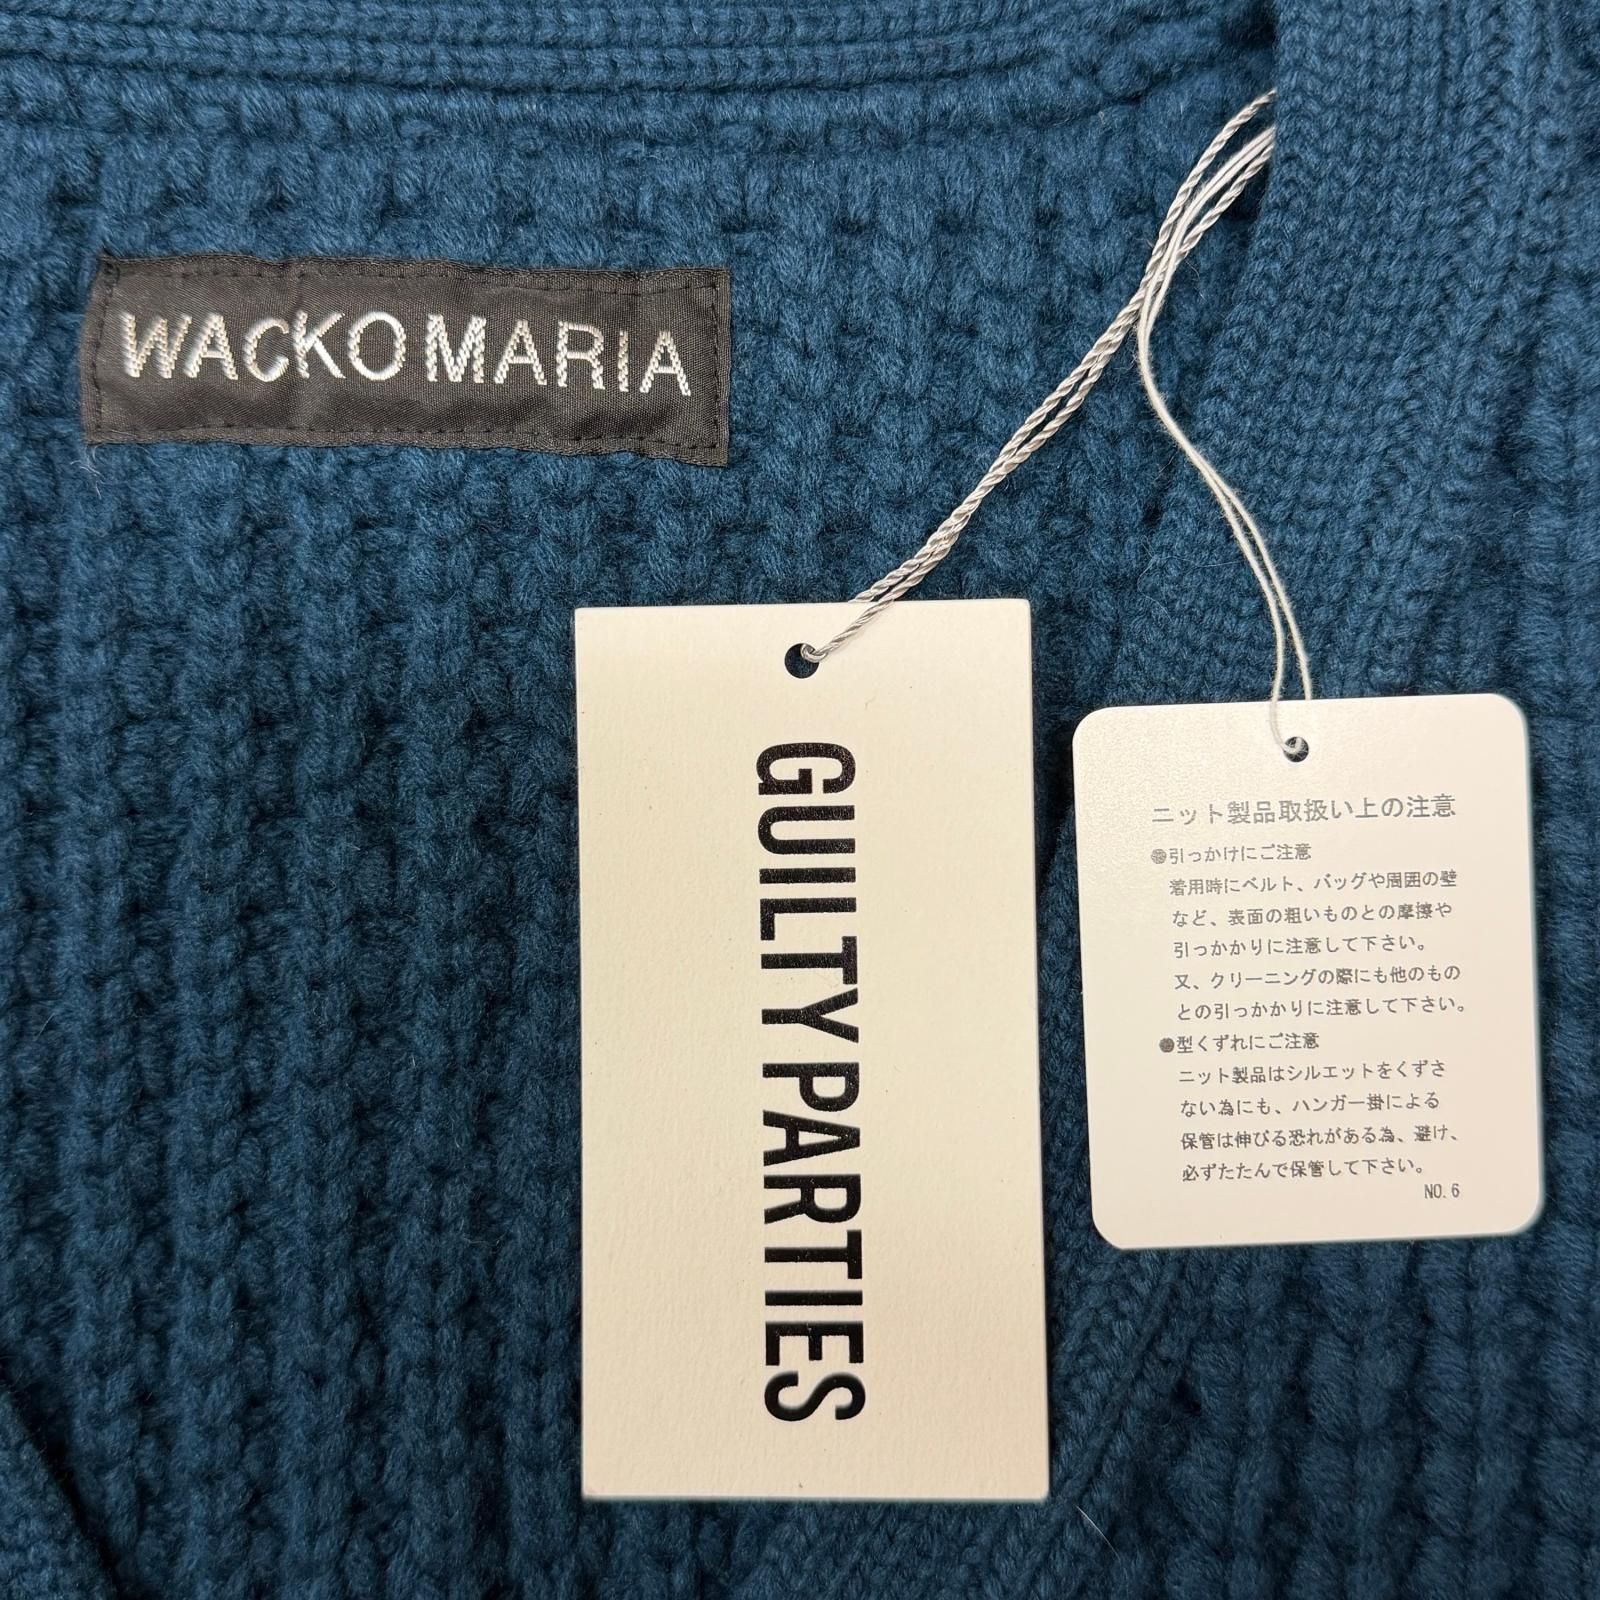 WACKO MARIA
GUILTY PARTIES
ニット製品取扱い上の注意
●引っかけにご注意
着用時にベルト、バッグや周囲の壁
など、表面の粗いものとの摩擦や
引っかかりに注意して下さい。
又、クリーニングの際にも他のもの
との引っかかりに注意して下さい。
●型くずれにご注意
ニット製品はシルエットをくずさ
ない為にも、ハンガー掛による
保管は伸びる恐れがある為、避け、
必ずたたんで保管して下さい。
NO.6